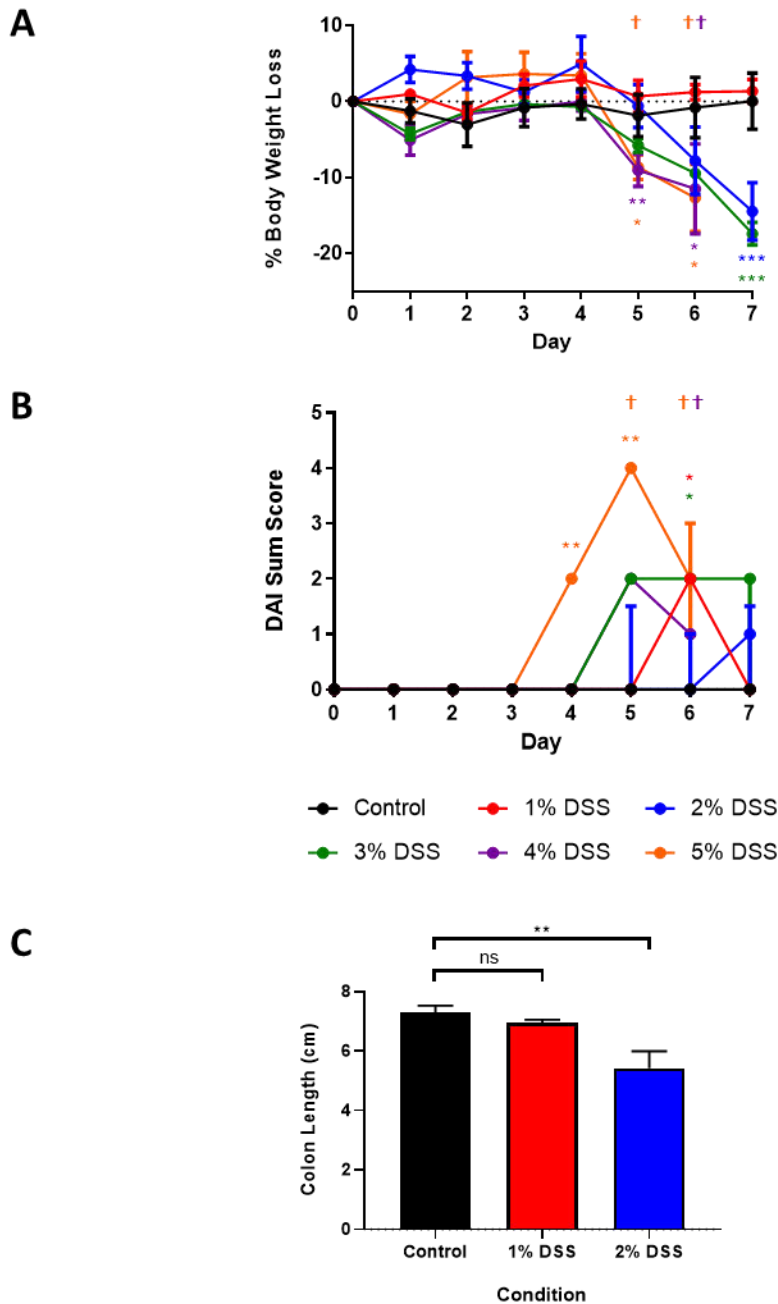 A
% Body Weight Loss
10
0
-10
-20
†
††
**
*
*
*
***
***
0 1 2 3 4 5 6 7
Day
B
DAI Sum Score
5
4
3
2
1
0
†
††
**
**
*
*
0 1 2 3 4 5 6 7
Day
Control 1% DSS 2% DSS
3% DSS 4% DSS 5% DSS
C
**
ns
Colon Length (cm)
8
6
4
2
0
Control 1% DSS 2% DSS
Condition